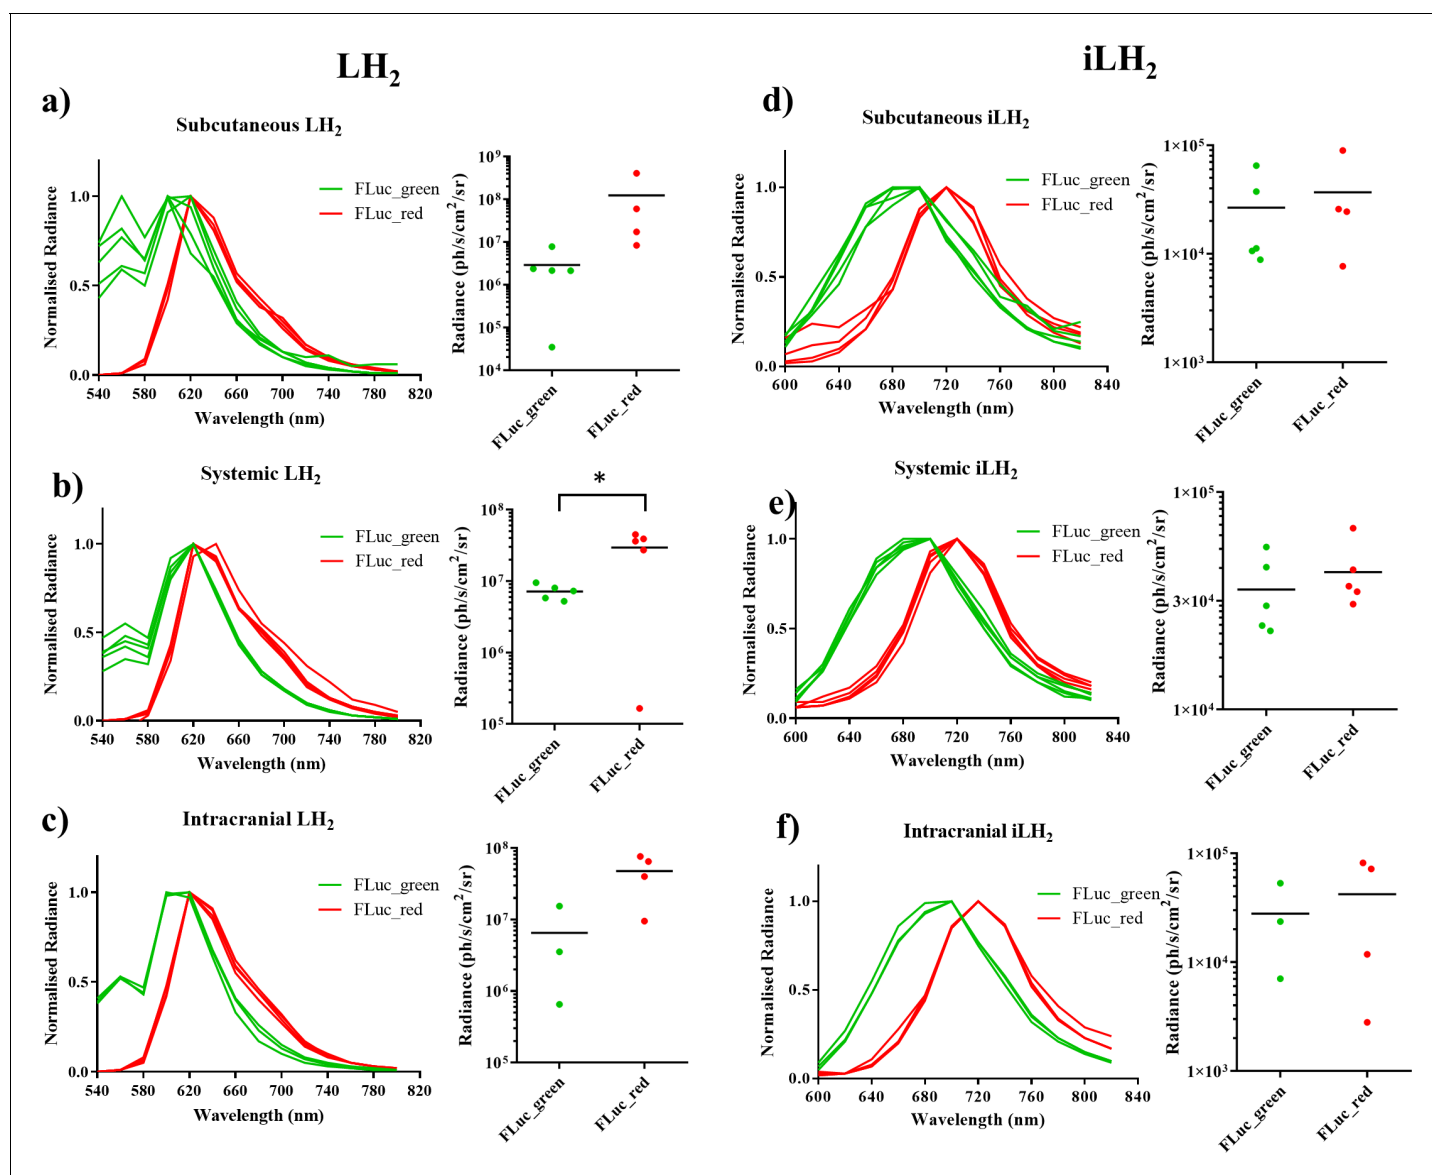 LH2
iLH2
a)
Subcutaneous LH2
Normalised Radiance
1.0
0.5
0.0
540 580 620 660 700 740 780 820
Wavelength (nm)
FLuc_green
FLuc_red
Radiance (ph/s/cm²/sr)
10⁹
10⁸
10⁷
10⁶
10⁵
10⁴
FLuc_green
FLuc_red
d)
Subcutaneous iLH2
Normalised Radiance
1.0
0.5
0.0
600 640 680 720 760 800 840
Wavelength (nm)
FLuc_green
FLuc_red
Radiance (ph/s/cm²/sr)
1×10⁵
1×10⁴
1×10³
FLuc_green
FLuc_red
b)
Systemic LH2
Normalised Radiance
1.0
0.5
0.0
540 580 620 660 700 740 780 820
Wavelength (nm)
FLuc_green
FLuc_red
Radiance (ph/s/cm²/sr)
10⁸
10⁷
10⁶
10⁵
*
FLuc_green
FLuc_red
e)
Systemic iLH2
Normalised Radiance
1.0
0.5
0.0
600 640 680 720 760 800 840
Wavelength (nm)
FLuc_green
FLuc_red
Radiance (ph/s/cm²/sr)
1×10⁵
3×10⁴
1×10⁴
FLuc_green
FLuc_red
c)
Intracranial LH2
Normalised Radiance
1.0
0.5
0.0
540 580 620 660 700 740 780 820
Wavelength (nm)
FLuc_green
FLuc_red
Radiance (ph/s/cm²/sr)
10⁸
10⁷
10⁶
10⁵
FLuc_green
FLuc_red
f)
Intracranial iLH2
Normalised Radiance
1.0
0.5
0.0
600 640 680 720 760 800 840
Wavelength (nm)
FLuc_green
FLuc_red
Radiance (ph/s/cm²/sr)
1×10⁵
1×10⁴
1×10³
FLuc_green
FLuc_red